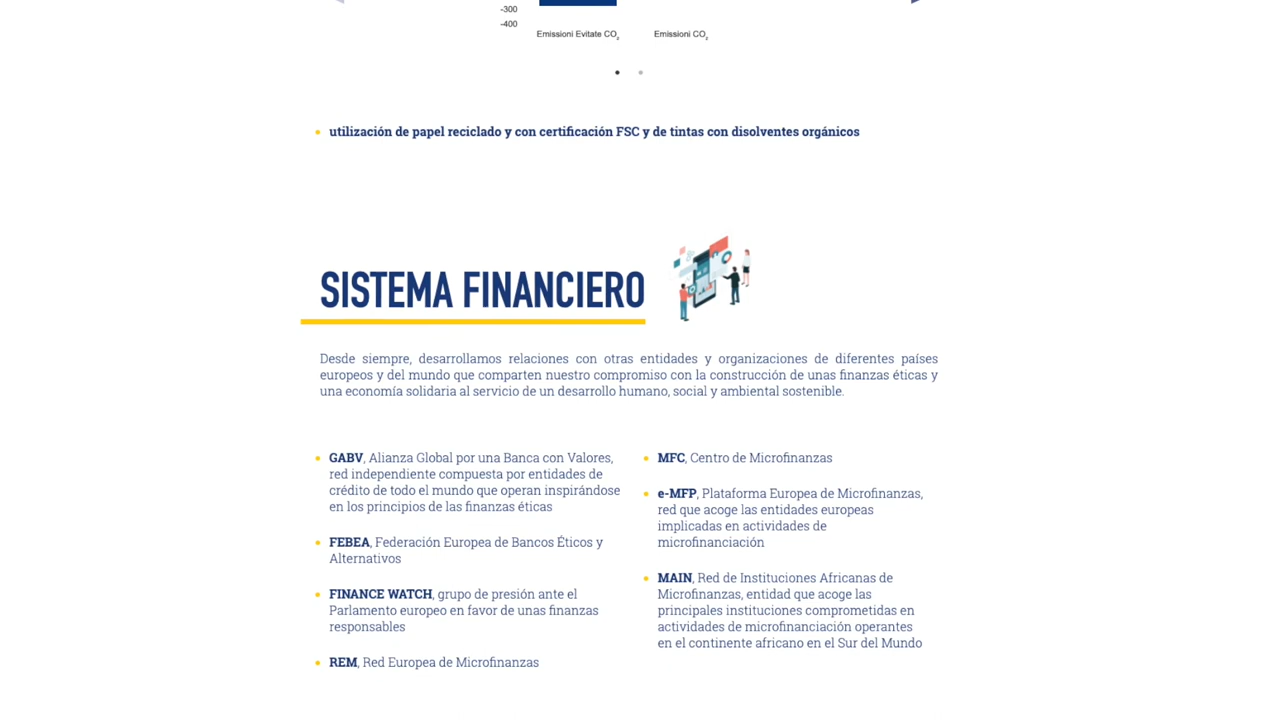 -300
-400
Emissioni Evitate CO₂
Emissioni CO₂
utilización de papel reciclado y con certificación FSC y de tintas con disolventes orgánicos
SISTEMA FINANCIERO
Desde siempre, desarrollamos relaciones con otras entidades y organizaciones de diferentes países
europeos y del mundo que comparten nuestro compromiso con la construcción de unas finanzas éticas y
una economía solidaria al servicio de un desarrollo humano, social y ambiental sostenible.
GABV, Alianza Global por una Banca con Valores,
red independiente compuesta por entidades de
crédito de todo el mundo que operan inspirándose
en los principios de las finanzas éticas
FEBEA, Federación Europea de Bancos Éticos y
Alternativos
FINANCE WATCH, grupo de presión ante el
Parlamento europeo en favor de unas finanzas
responsables
REM, Red Europea de Microfinanzas
MFC, Centro de Microfinanzas
e-MFP, Plataforma Europea de Microfinanzas,
red que acoge las entidades europeas
implicadas en actividades de
microfinanciación
MAIN, Red de Instituciones Africanas de
Microfinanzas, entidad que acoge las
principales instituciones comprometidas en
actividades de microfinanciación operantes
en el continente africano en el Sur del Mundo